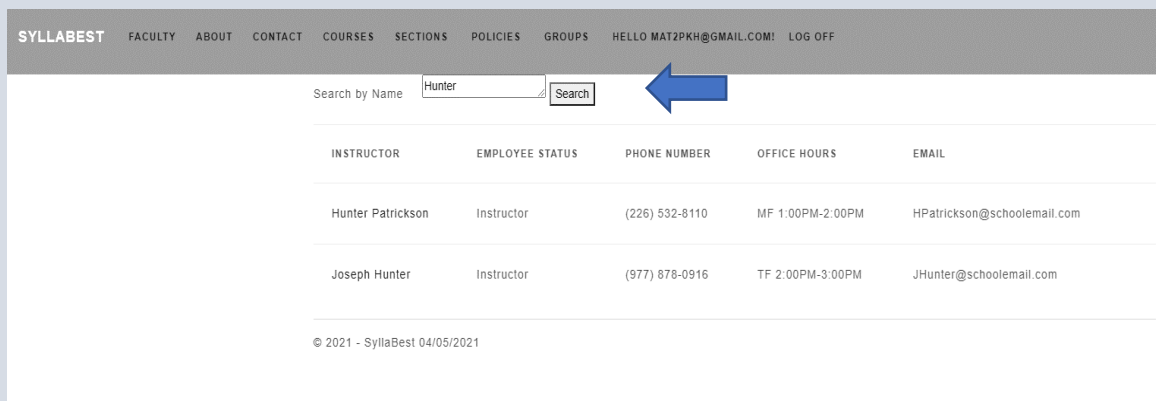 SYLLABEST FACULTY ABOUT CONTACT COURSES SECTIONS POLICIES GROUPS HELLO MAT2PKH@GMAIL.COM! LOG OFF
Search by Name Hunter Search
INSTRUCTOR EMPLOYEE STATUS PHONE NUMBER OFFICE HOURS EMAIL
Hunter Patrickson Instructor (226) 532-8110 MF 1:00PM-2:00PM HPatrickson@schoolemail.com
Joseph Hunter Instructor (977) 878-0916 TF 2:00PM-3:00PM JHunter@schoolemail.com
© 2021 - SyllaBest 04/05/2021